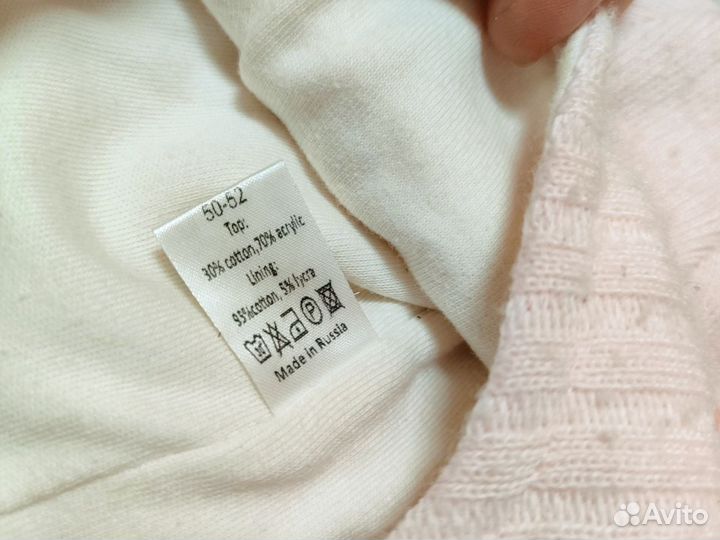 50-52
Top:
30% cotton,70% acrylic
Lining:
95%cotton, 5% lycra
P
Made in Russia
Avito